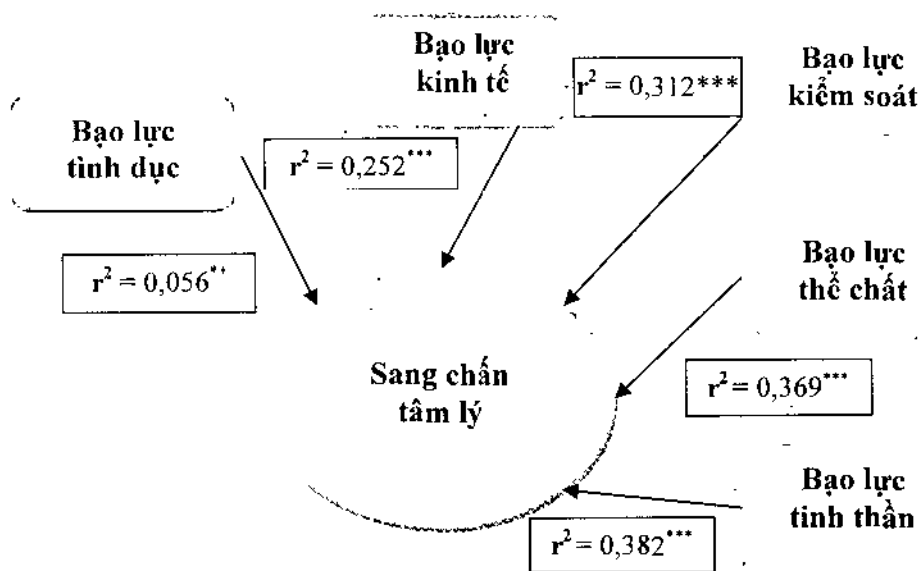 Bạo lực
kinh tế
r² = 0,312***
Bạo lực
kiểm soát
Bạo lực
tình dục
r² = 0,252***
r² = 0,056**
Bạo lực
thể chất
Sang chấn
tâm lý
r² = 0,369***
Bạo lực
tinh thần
r² = 0,382***